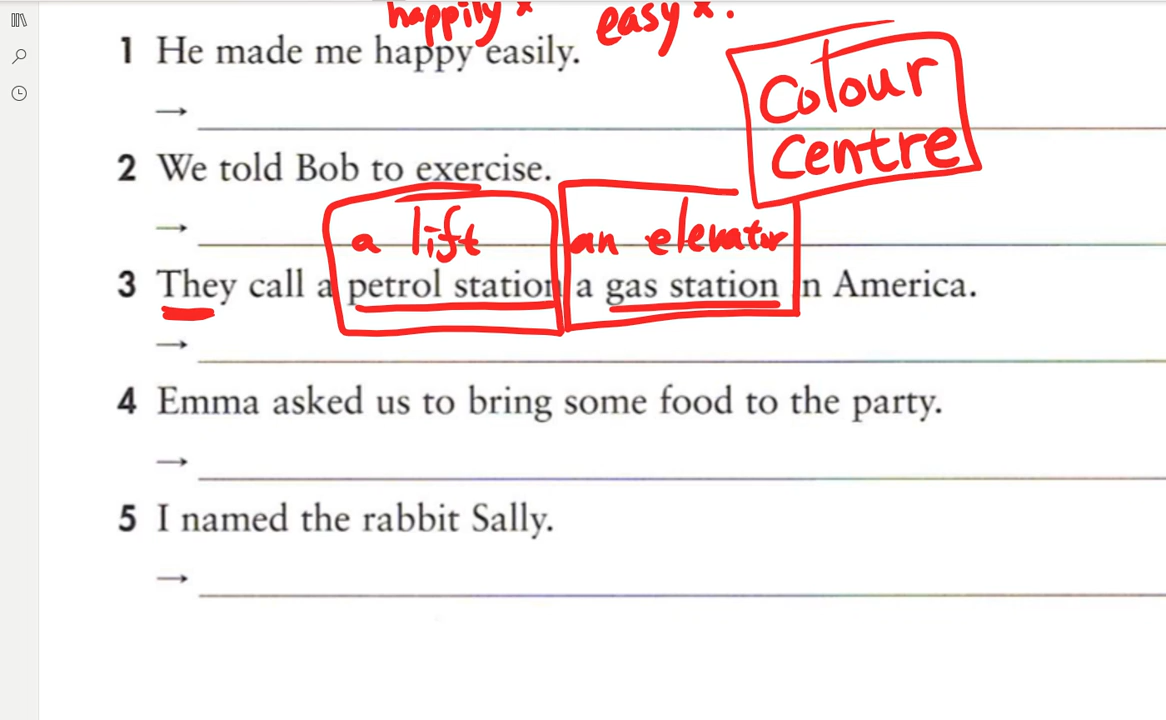 happily x easy x .
1 He made me happy easily.
→
Colour
Centre
2 We told Bob to exercise.
→
a lift an elevator
3 They call a petrol station a gas station in America.
→
4 Emma asked us to bring some food to the party.
→
5 I named the rabbit Sally.
→